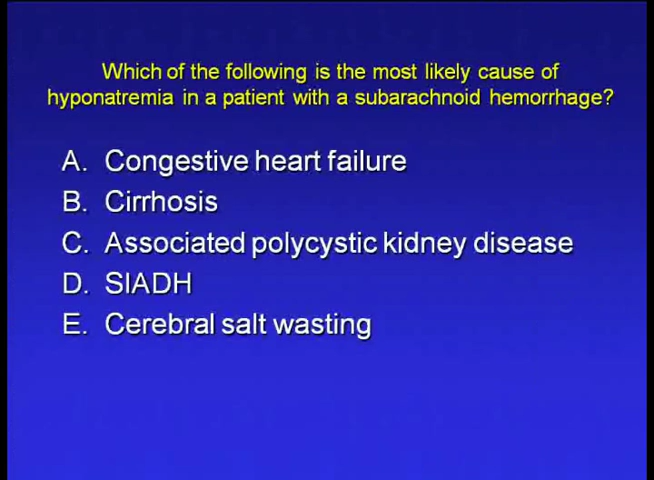 Which of the following is the most likely cause of
hyponatremia in a patient with a subarachnoid hemorrhage?
A. Congestive heart failure
B. Cirrhosis
C. Associated polycystic kidney disease
D. SIADH
E. Cerebral salt wasting